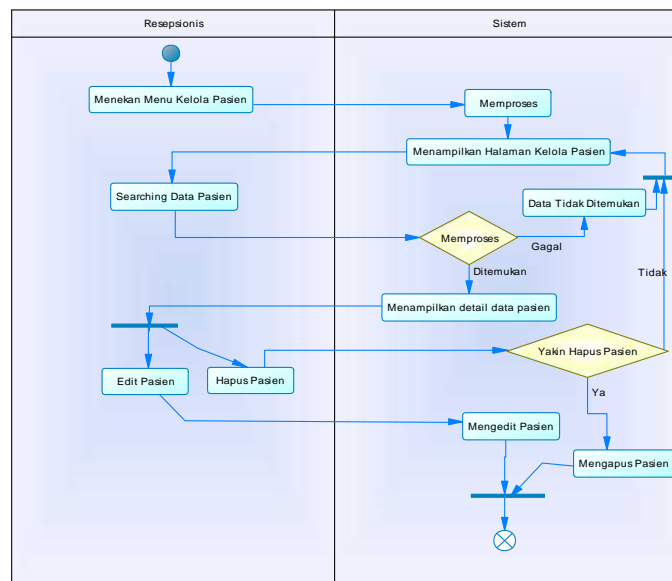 Resepsionis
Sistem
Menekan Menu Kelola Pasien
Memproses
Menampilkan Halaman Kelola Pasien
Searching Data Pasien
Data Tidak Ditemukan
Memproses
Gagal
Ditemukan
Tidak
Menampilkan detail data pasien
Yakin Hapus Pasien
Edit Pasien
Hapus Pasien
Ya
Mengedit Pasien
Mengapus Pasien